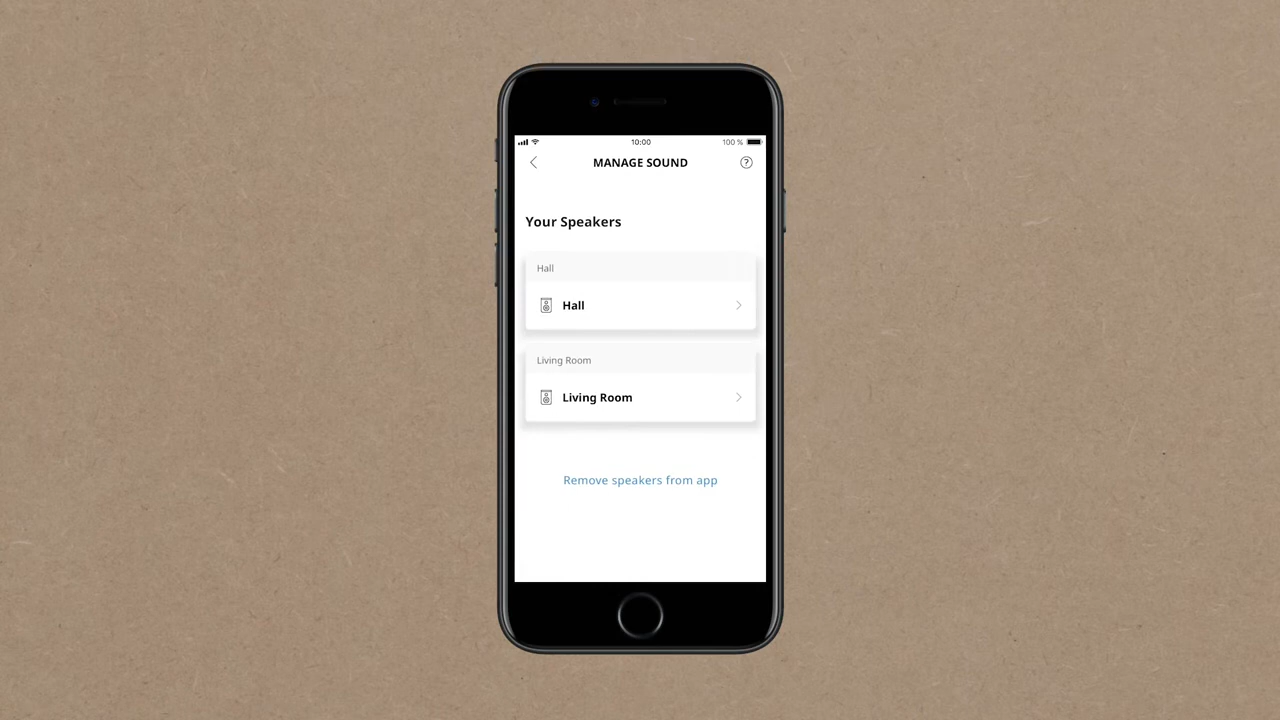 10:00
100 %
MANAGE SOUND
?
Your Speakers
Hall
Hall
Living Room
Living Room
Remove speakers from app